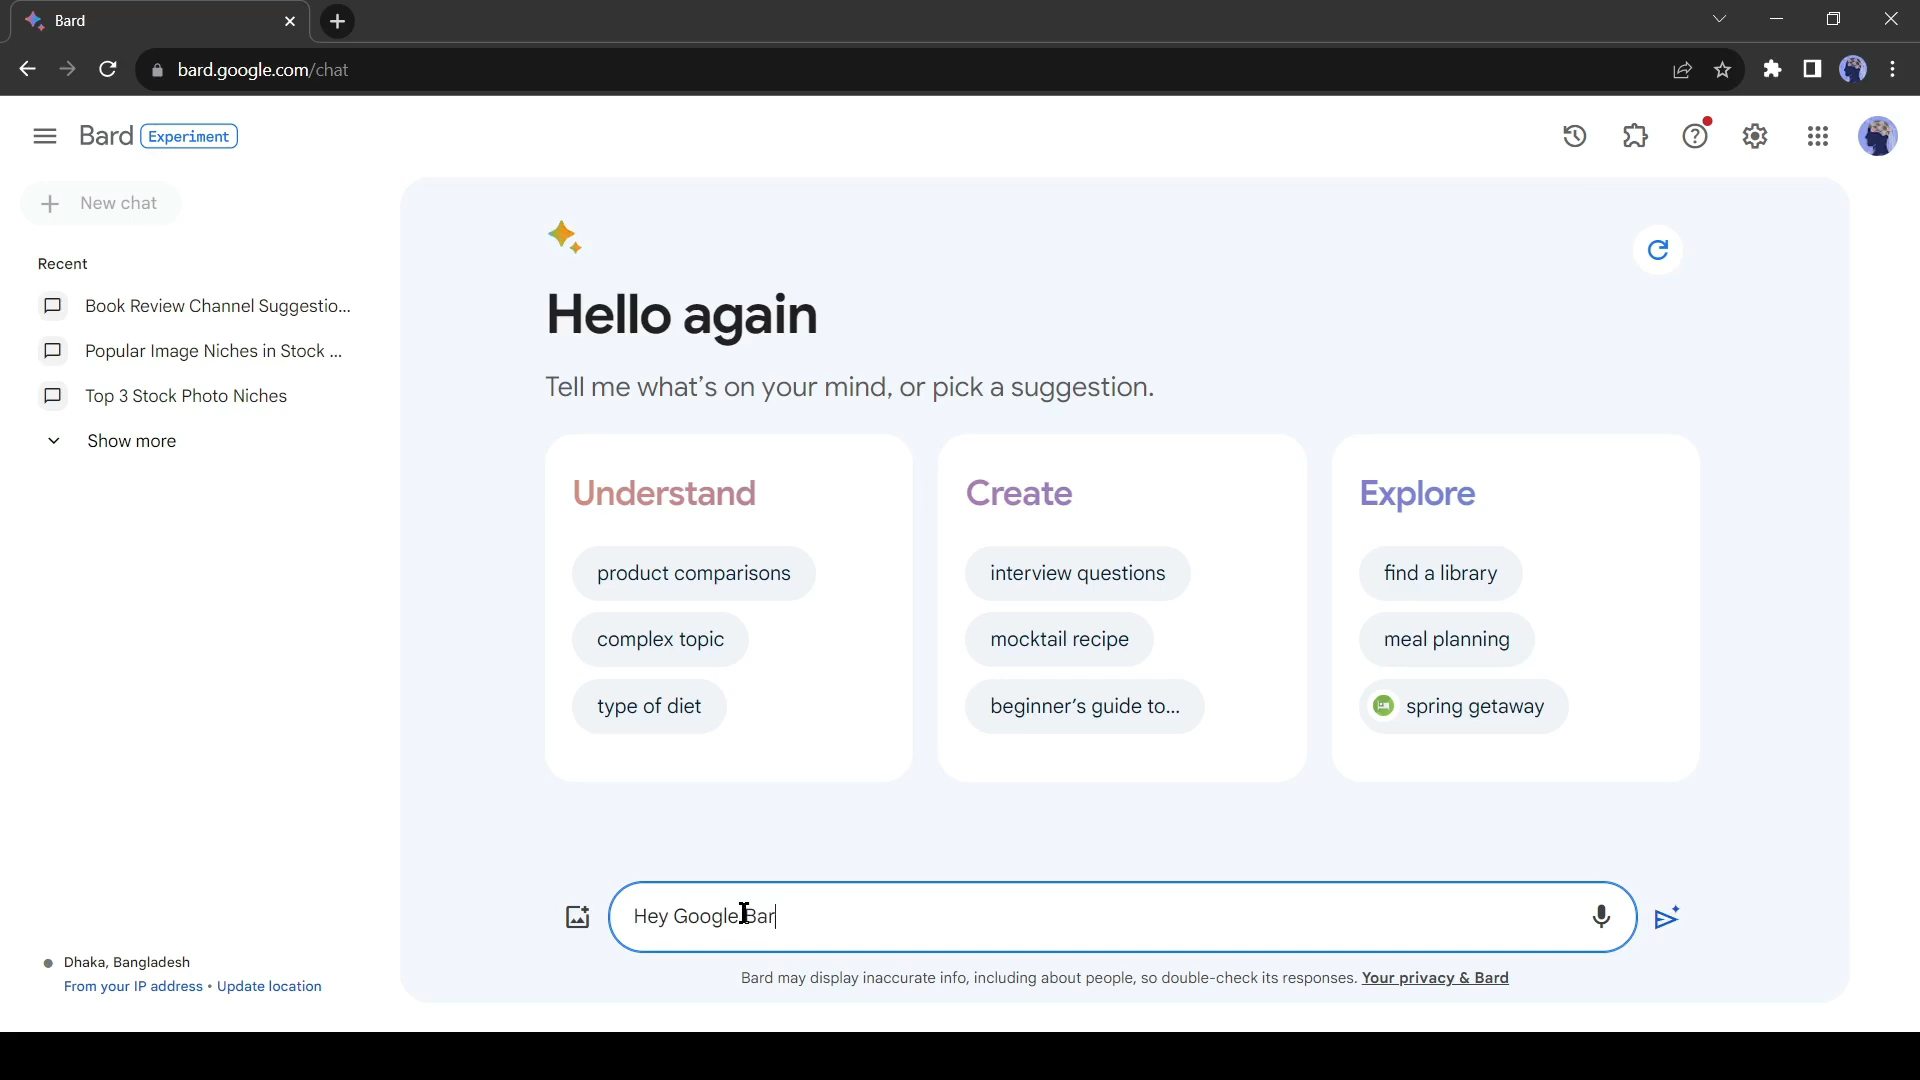 Bard
bard.google.com/chat
Bard Experiment
New chat
Recent
Book Review Channel Suggestio...
Popular Image Niches in Stock ...
Top 3 Stock Photo Niches
Show more
Dhaka, Bangladesh
From your IP address • Update location
Hello again
Tell me what's on your mind, or pick a suggestion.
Understand
product comparisons
complex topic
type of diet
Create
interview questions
mocktail recipe
beginner's guide to...
Explore
find a library
meal planning
spring getaway
Hey Google Bar
Bard may display inaccurate info, including about people, so double-check its responses. Your privacy & Bard